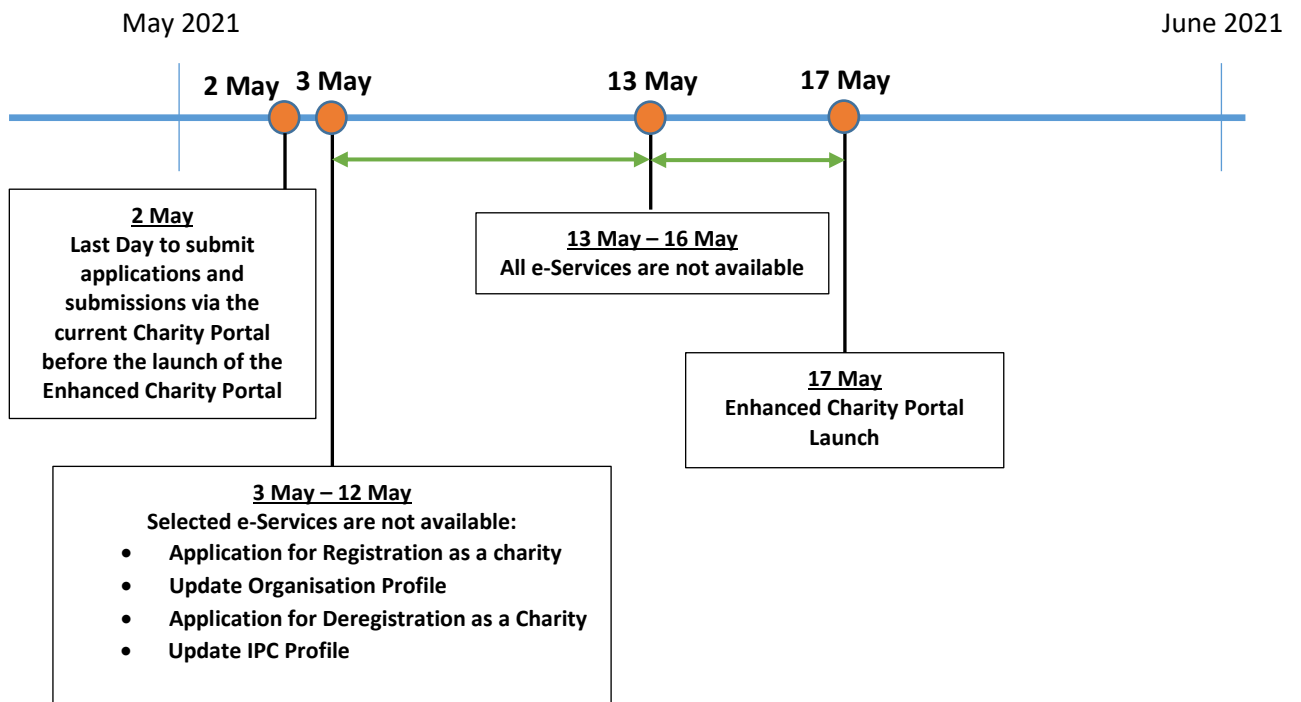 May 2021
June 2021
2 May
3 May
13 May
17 May
2 May
Last Day to submit
applications and
submissions via the
current Charity Portal
before the launch of the
Enhanced Charity Portal
13 May – 16 May
All e-Services are not available
17 May
Enhanced Charity Portal
Launch
3 May – 12 May
Selected e-Services are not available:
• Application for Registration as a charity
• Update Organisation Profile
• Application for Deregistration as a Charity
• Update IPC Profile